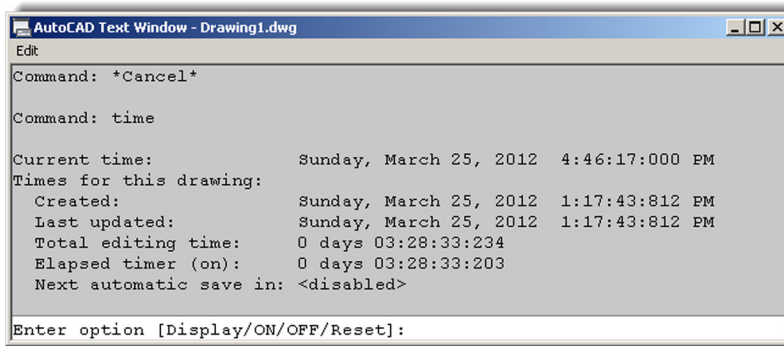 AutoCAD Text Window - Drawing1.dwg
Edit
Command: *Cancel*
Command: time
Current time: Sunday, March 25, 2012 4:46:17:000 PM
Times for this drawing:
Created: Sunday, March 25, 2012 1:17:43:812 PM
Last updated: Sunday, March 25, 2012 1:17:43:812 PM
Total editing time: 0 days 03:28:33:234
Elapsed timer (on): 0 days 03:28:33:203
Next automatic save in: <disabled>
Enter option [Display/ON/OFF/Reset]: